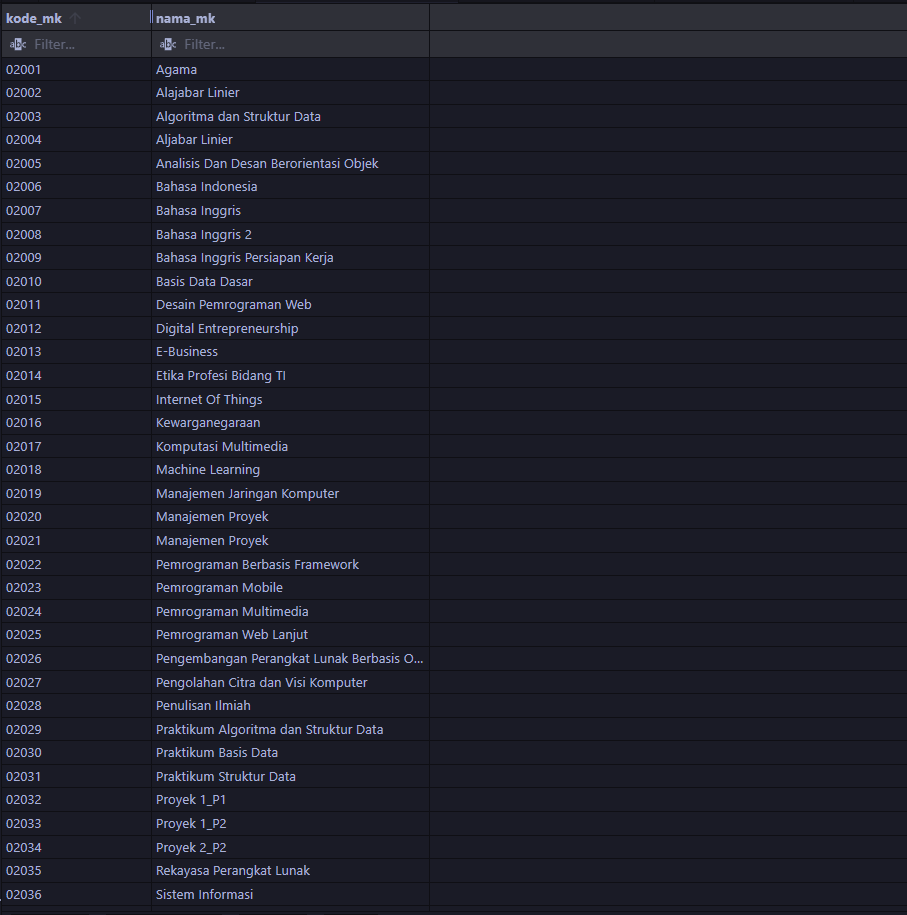 kode_mk nama_mk
abc Filter... abc Filter...
02001 Agama
02002 Alajabar Linier
02003 Algoritma dan Struktur Data
02004 Aljabar Linier
02005 Analisis Dan Desan Berorientasi Objek
02006 Bahasa Indonesia
02007 Bahasa Inggris
02008 Bahasa Inggris 2
02009 Bahasa Inggris Persiapan Kerja
02010 Basis Data Dasar
02011 Desain Pemrograman Web
02012 Digital Entrepreneurship
02013 E-Business
02014 Etika Profesi Bidang TI
02015 Internet Of Things
02016 Kewarganegaraan
02017 Komputasi Multimedia
02018 Machine Learning
02019 Manajemen Jaringan Komputer
02020 Manajemen Proyek
02021 Manajemen Proyek
02022 Pemrograman Berbasis Framework
02023 Pemrograman Mobile
02024 Pemrograman Multimedia
02025 Pemrograman Web Lanjut
02026 Pengembangan Perangkat Lunak Berbasis O...
02027 Pengolahan Citra dan Visi Komputer
02028 Penulisan Ilmiah
02029 Praktikum Algoritma dan Struktur Data
02030 Praktikum Basis Data
02031 Praktikum Struktur Data
02032 Proyek 1_P1
02033 Proyek 1_P2
02034 Proyek 2_P2
02035 Rekayasa Perangkat Lunak
02036 Sistem Informasi